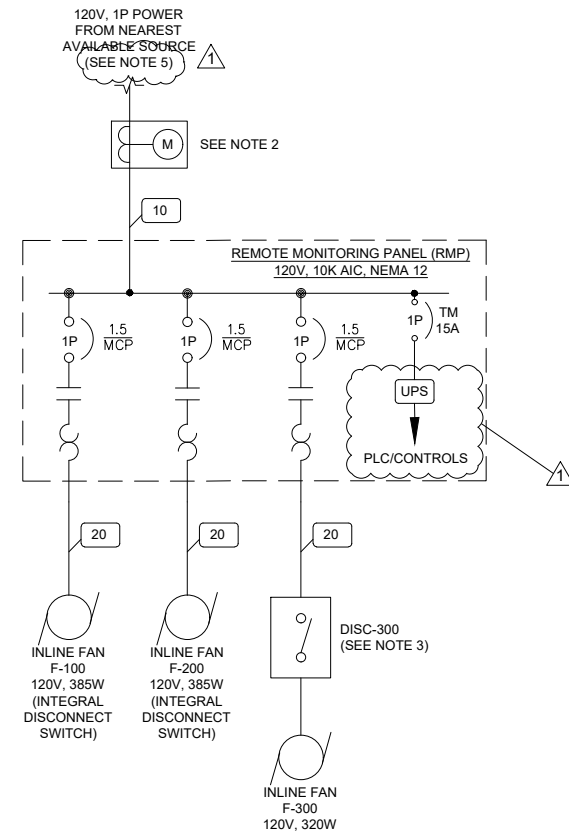 120V, 1P POWER
FROM NEAREST
AVAILABLE SOURCE
(SEE NOTE 5)
1
M
SEE NOTE 2
10
REMOTE MONITORING PANEL (RMP)
120V, 10K AIC, NEMA 12
1P
1.5
MCP
1P
1.5
MCP
1P
1.5
MCP
1P
TM
15A
UPS
PLC/CONTROLS
1
20
20
20
INLINE FAN
F-100
120V, 385W
(INTEGRAL
DISCONNECT
SWITCH)
INLINE FAN
F-200
120V, 385W
(INTEGRAL
DISCONNECT
SWITCH)
DISC-300
(SEE NOTE 3)
INLINE FAN
F-300
120V, 320W